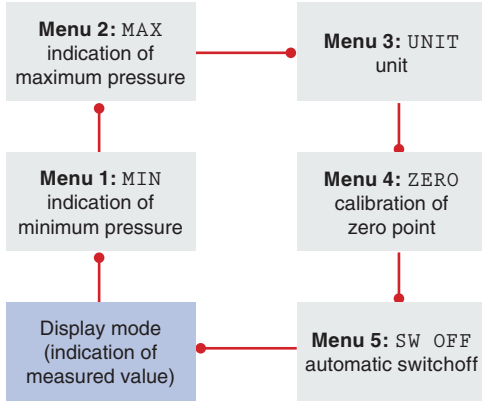 Menu 2: MAX
indication of
maximum pressure
Menu 3: UNIT
unit
Menu 1: MIN
indication of
minimum pressure
Menu 4: ZERO
calibration of
zero point
Display mode
(indication of
measured value)
Menu 5: SW OFF
automatic switchoff